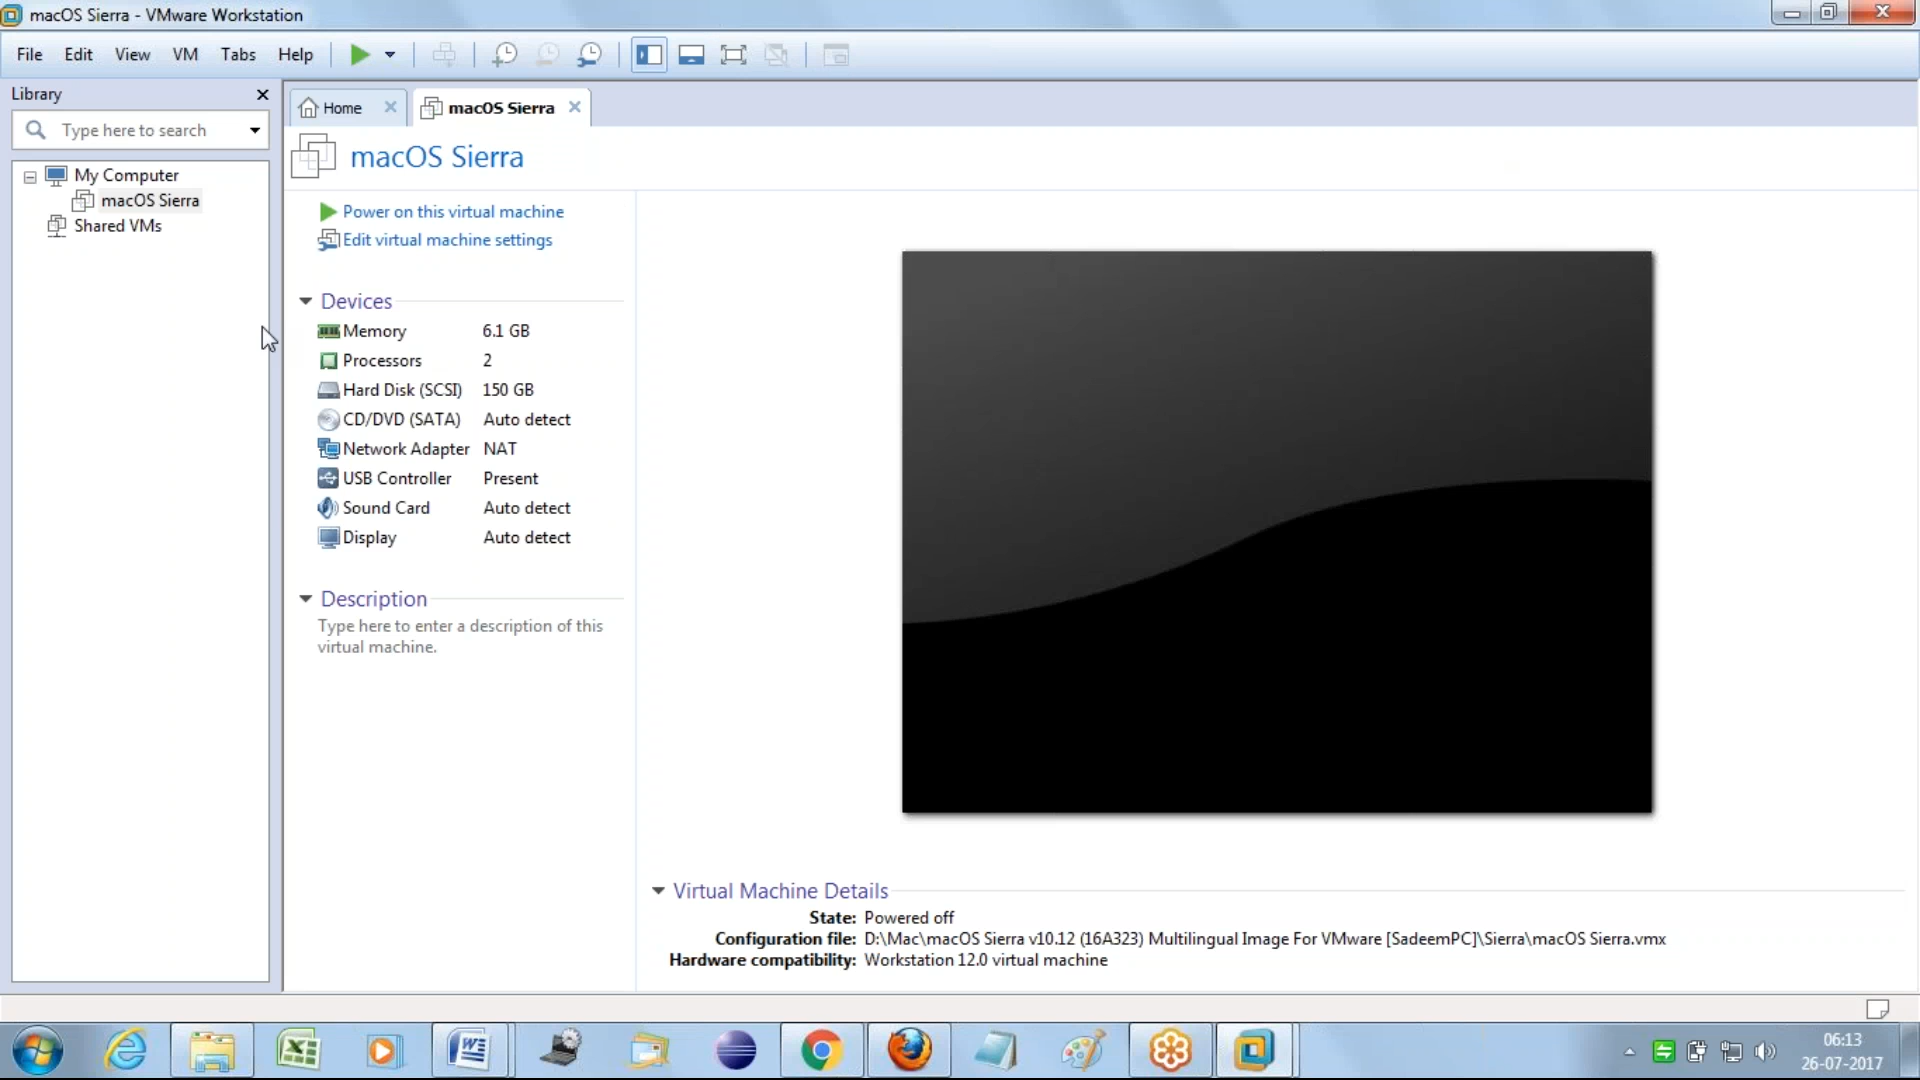 macOS Sierra - VMware Workstation
File Edit View VM Tabs Help
Library
Type here to search
My Computer
macOS Sierra
Shared VMs
Home
macOS Sierra
macOS Sierra
Power on this virtual machine
Edit virtual machine settings
Devices
Memory 6.1 GB
Processors 2
Hard Disk (SCSI) 150 GB
CD/DVD (SATA) Auto detect
Network Adapter NAT
USB Controller Present
Sound Card Auto detect
Display Auto detect
Description
Type here to enter a description of this
virtual machine.
Virtual Machine Details
State: Powered off
Configuration file: D:\Mac\macOS Sierra v10.12 (16A323) Multilingual Image For VMware [SadeemPC]\Sierra\macOS Sierra.vmx
Hardware compatibility: Workstation 12.0 virtual machine
06:13
26-07-2017